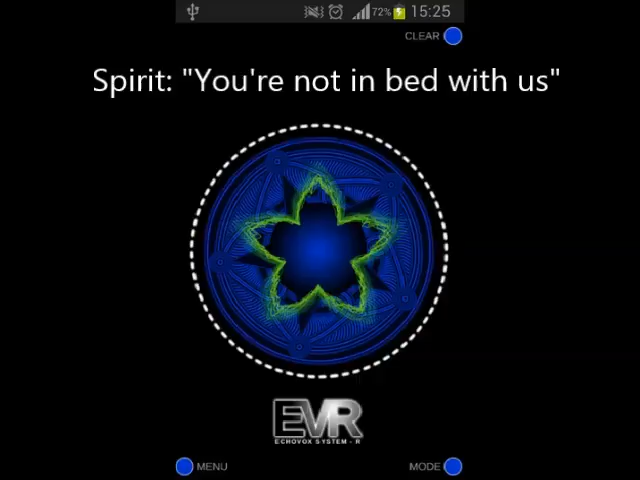 72% 15:25
CLEAR
Spirit: "You're not in bed with us"
EVR
ECHOVOX SYSTEM - R
MENU
MODE